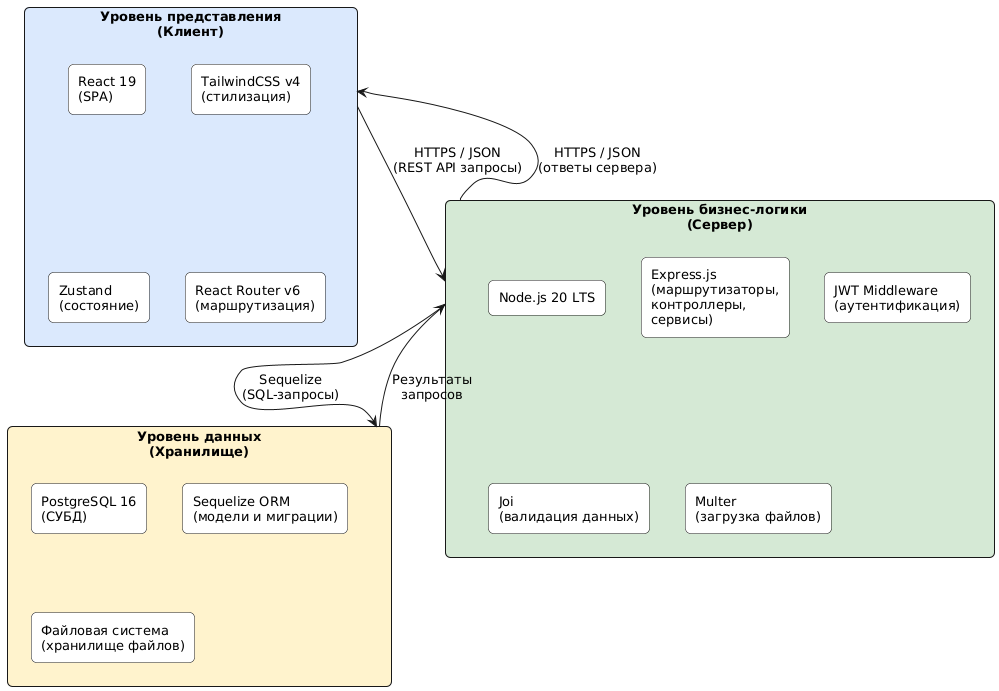 Уровень представления
(Клиент)
React 19
(SPA)
TailwindCSS v4
(стилизация)
Zustand
(состояние)
React Router v6
(маршрутизация)
HTTPS / JSON
(REST API запросы)
HTTPS / JSON
(ответы сервера)
Уровень бизнес-логики
(Сервер)
Node.js 20 LTS
Express.js
(маршрутизаторы,
контроллеры,
сервисы)
JWT Middleware
(аутентификация)
Joi
(валидация данных)
Multer
(загрузка файлов)
Sequelize
(SQL-запросы)
Результаты
запросов
Уровень данных
(Хранилище)
PostgreSQL 16
(СУБД)
Sequelize ORM
(модели и миграции)
Файловая система
(хранилище файлов)